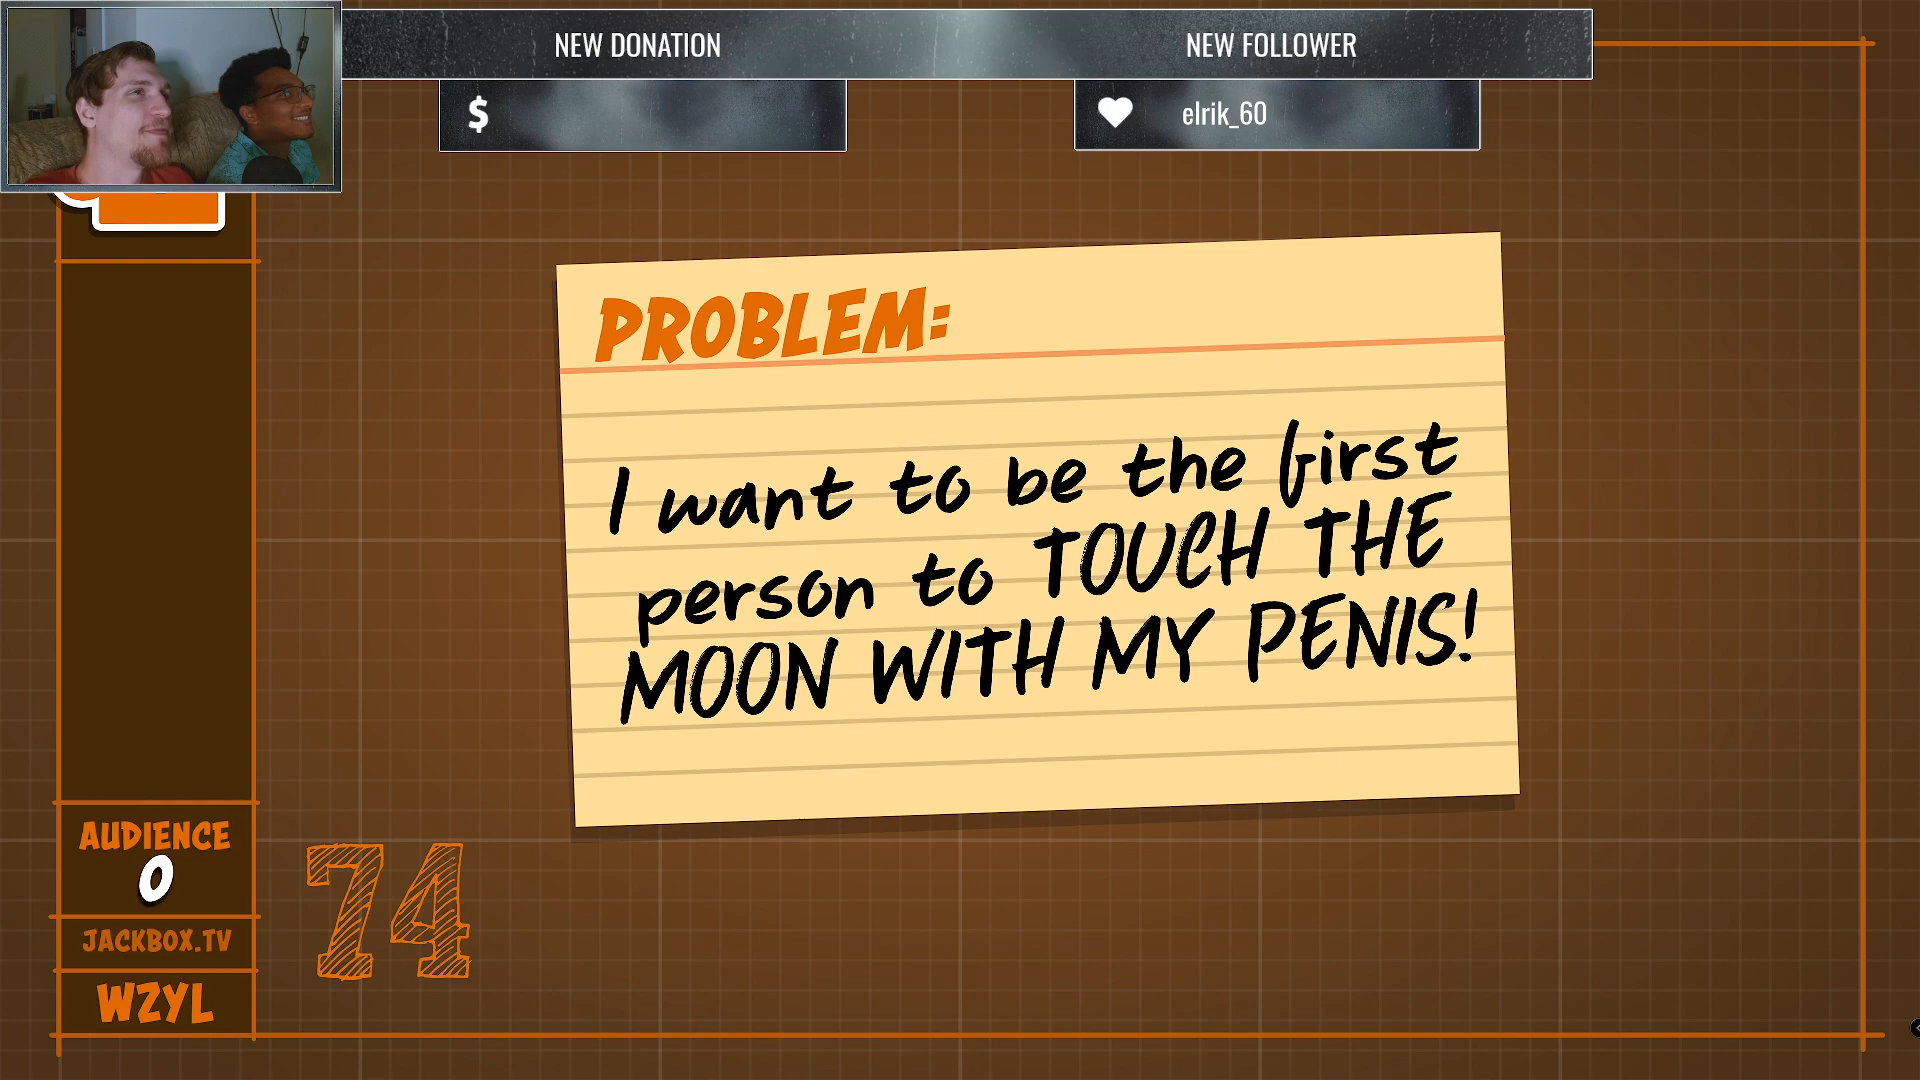 NEW DONATION
NEW FOLLOWER
$
elrik_60
PROBLEM:
I want to be the first
person to TOUCH THE
MOON WITH MY PENIS!
AUDIENCE
0
74
JACKBOX.TV
WZYL